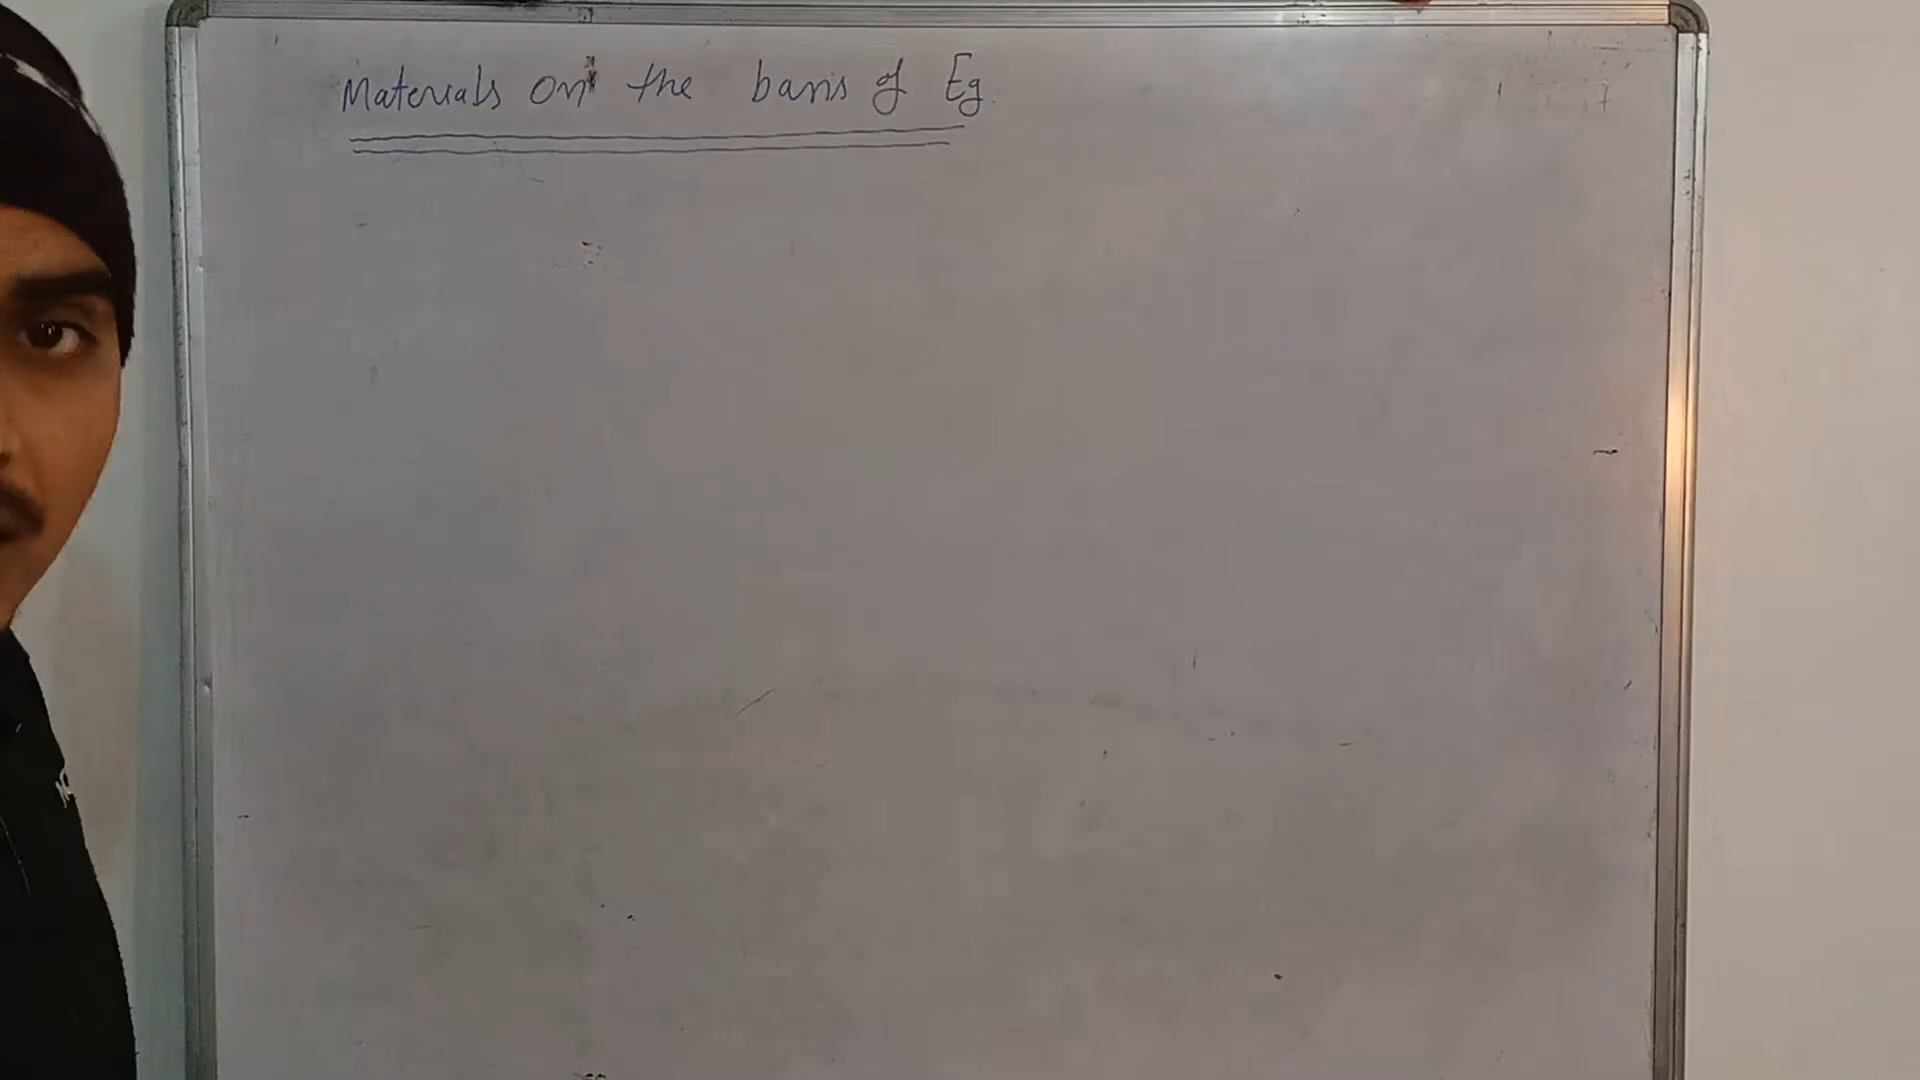 Materials on the basis of Eg